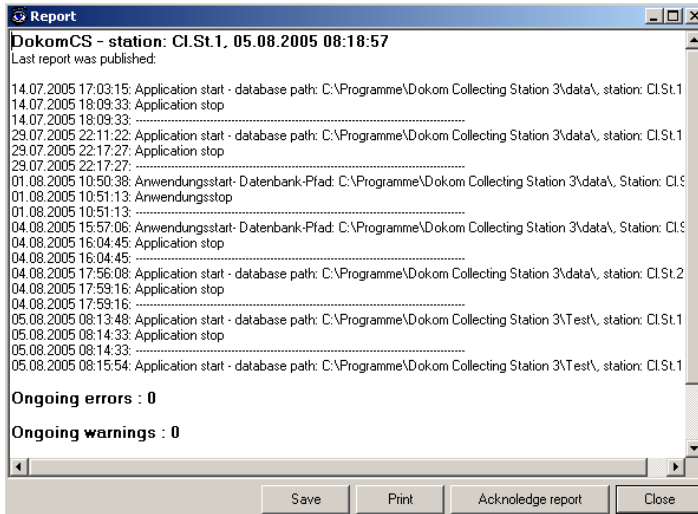 Report
DokomCS - station: Cl.St.1, 05.08.2005 08:18:57
Last report was published:
14.07.2005 17:03:15: Application start - database path: C:\Programme\Dokom Collecting Station 3\data\, station: Cl.St.1
14.07.2005 18:09:33: Application stop
14.07.2005 18:09:33: ------------------------------------------------------------
29.07.2005 22:11:22: Application start - database path: C:\Programme\Dokom Collecting Station 3\data\, station: Cl.St.1
29.07.2005 22:17:27: Application stop
29.07.2005 22:17:27: ------------------------------------------------------------
01.08.2005 10:50:38: Anwendungsstart- Datenbank-Pfad: C:\Programme\Dokom Collecting Station 3\data\, Station: Cl.S
01.08.2005 10:51:13: Anwendungsstop
01.08.2005 10:51:13: ------------------------------------------------------------
04.08.2005 15:57:06: Anwendungsstart- Datenbank-Pfad: C:\Programme\Dokom Collecting Station 3\data\, Station: Cl.S
04.08.2005 16:04:45: Application stop
04.08.2005 16:04:45: ------------------------------------------------------------
04.08.2005 17:56:08: Application start - database path: C:\Programme\Dokom Collecting Station 3\data\, station: Cl.St.2
04.08.2005 17:59:16: Application stop
04.08.2005 17:59:16: ------------------------------------------------------------
05.08.2005 08:13:48: Application start - database path: C:\Programme\Dokom Collecting Station 3\Test\, station: Cl.St.1
05.08.2005 08:14:33: Application stop
05.08.2005 08:14:33: ------------------------------------------------------------
05.08.2005 08:15:54: Application start - database path: C:\Programme\Dokom Collecting Station 3\Test\, station: Cl.St.1
Ongoing errors : 0
Ongoing warnings : 0
Save Print Acknoledge report Close